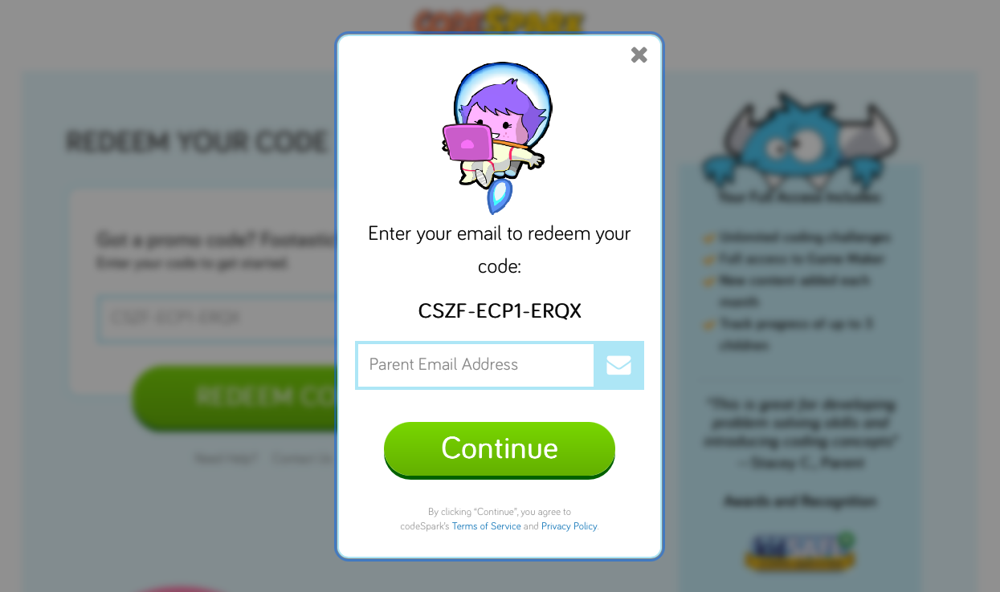 codeSpark
REDEEM YOUR CODE
Got a promo code? Footastic!
Enter your code to get started.
CSZF-ECP1-ERQX
REDEEM CO
Need Help? Contact Us
Enter your email to redeem your
code:
CSZF-ECP1-ERQX
Parent Email Address
Continue
By clicking “Continue”, you agree to
codeSpark's Terms of Service and Privacy Policy.
Your Full Access Includes:
Unlimited coding challenges
Full access to Game Maker
New content added each
month
Track progress of up to 3
children
"This is great for developing
problem solving skills and
introducing coding concepts"
- Stacey C., Parent
Awards and Recognition